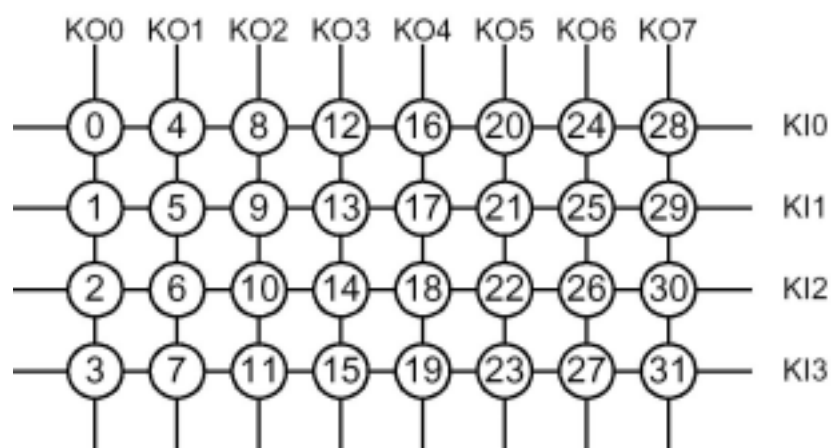 KO0 KO1 KO2 KO3 KO4 KO5 KO6 KO7
0 4 8 12 16 20 24 28 KI0
1 5 9 13 17 21 25 29 KI1
2 6 10 14 18 22 26 30 KI2
3 7 11 15 19 23 27 31 KI3